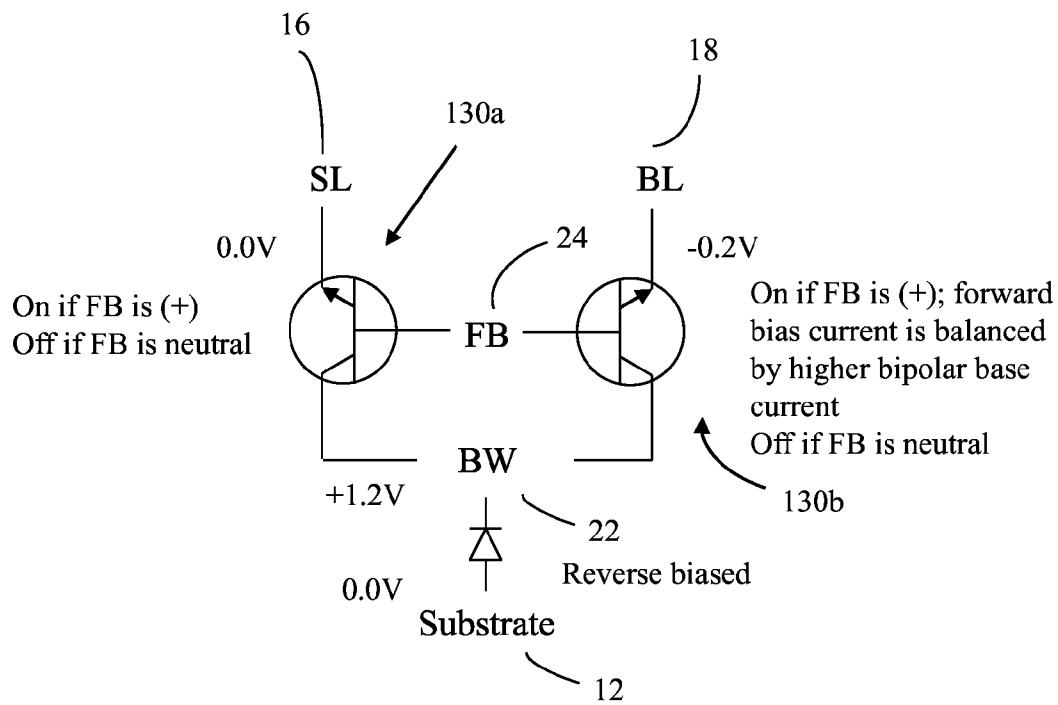 16
18
130a
SL
BL
0.0V
24
-0.2V
On if FB is (+)
Off if FB is neutral
FB
On if FB is (+); forward
bias current is balanced
by higher bipolar base
current
Off if FB is neutral
BW
+1.2V
130b
22
Reverse biased
0.0V
Substrate
12